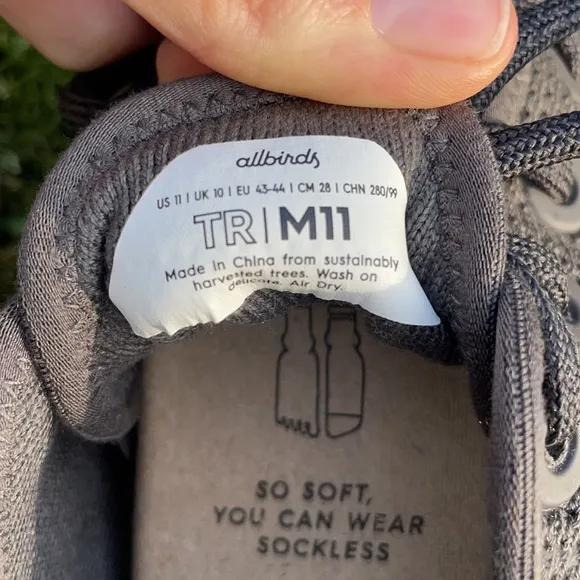 allbirds
US 11 | UK 10 | EU 43-44 | CM 28 | CHN 280/99
TR|M11
Made in China from sustainably
harvested trees. Wash on
delicate. Air Dry.
SO SOFT,
YOU CAN WEAR
SOCKLESS